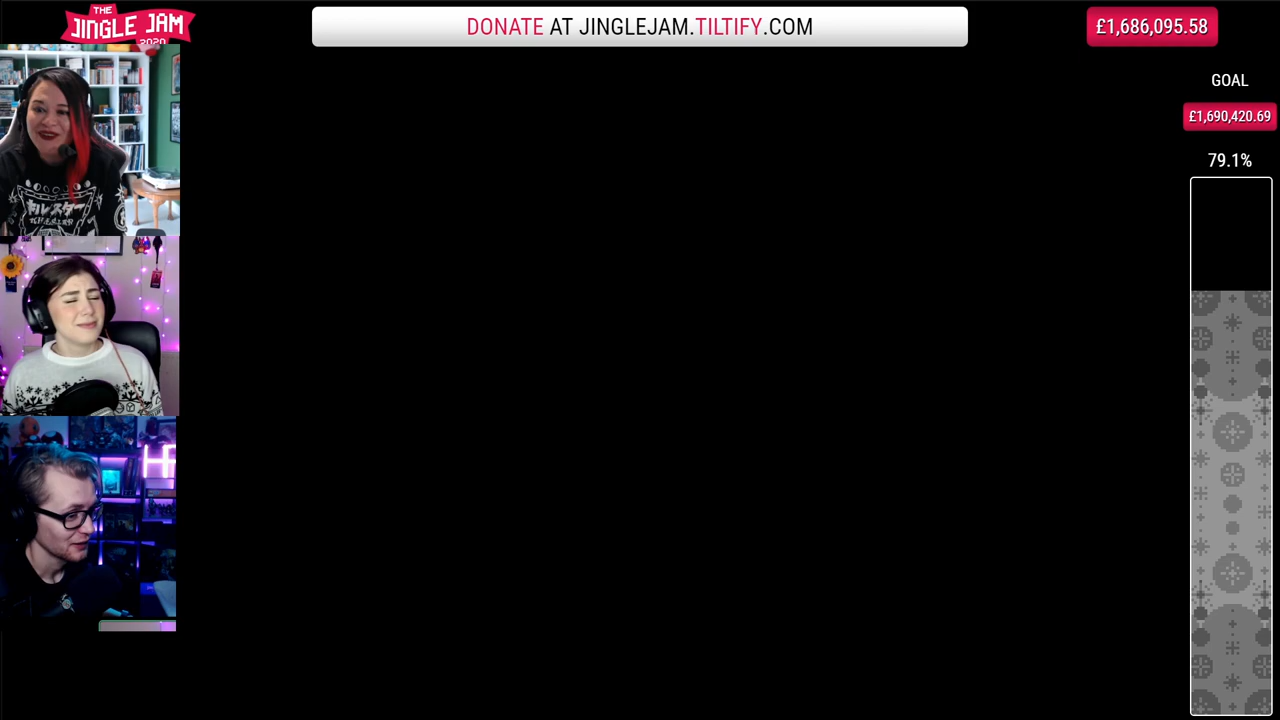 THE
JINGLE JAM
2020
DONATE AT JINGLEJAM.TILTIFY.COM
£1,686,095.58
GOAL
£1,690,420.69
79.1%